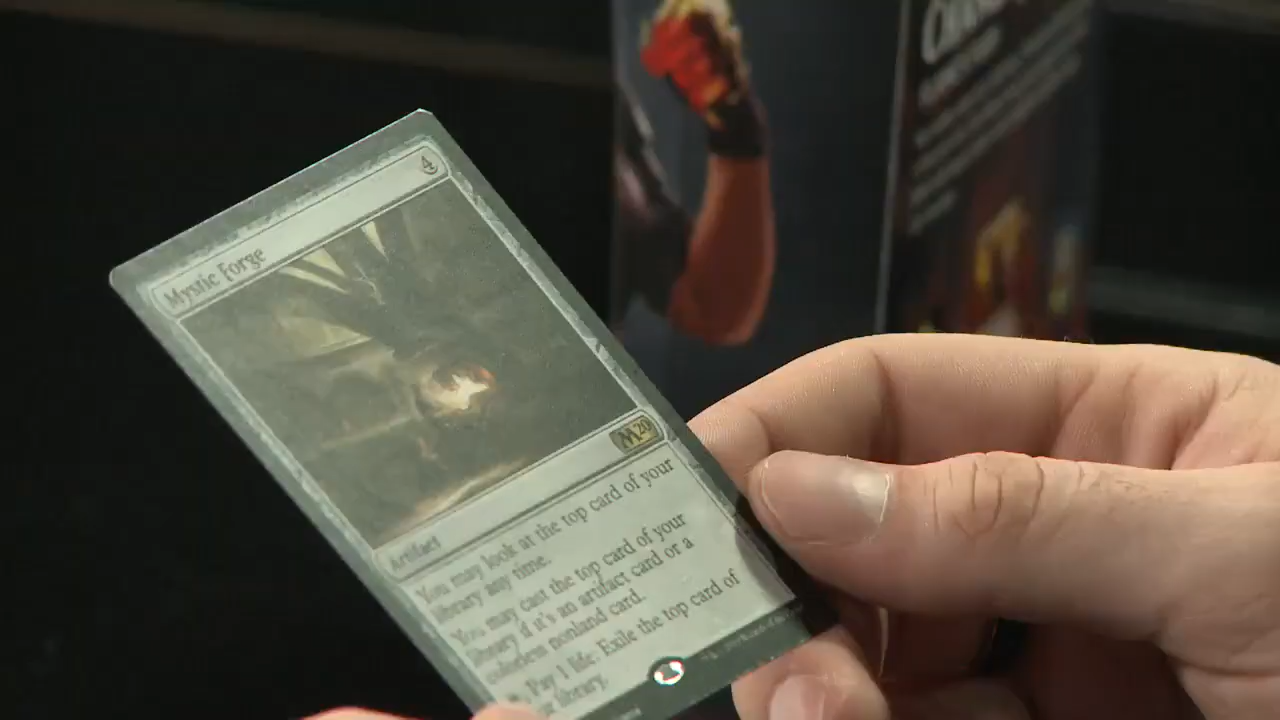 Mystic Forge 4
M20
Artifact
You may look at the top card of your
library any time.
You may cast the top card of your
library if it's an artifact card or a
colorless nonland card.
Pay 1 life: Exile the top card of
library.